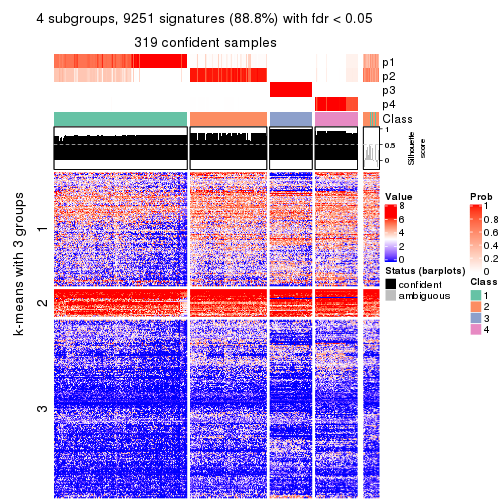 4 subgroups, 9251 signatures (88.8%) with fdr < 0.05
319 confident samples
p1
p2
p3
p4
Class
1
0.5
0
Silhouette
score
k-means with 3 groups
1
2
3
Value
8
6
4
2
0
Status (barplots)
confident
ambiguous
Prob
1
0.8
0.6
0.4
0.2
0
Class
1
2
3
4